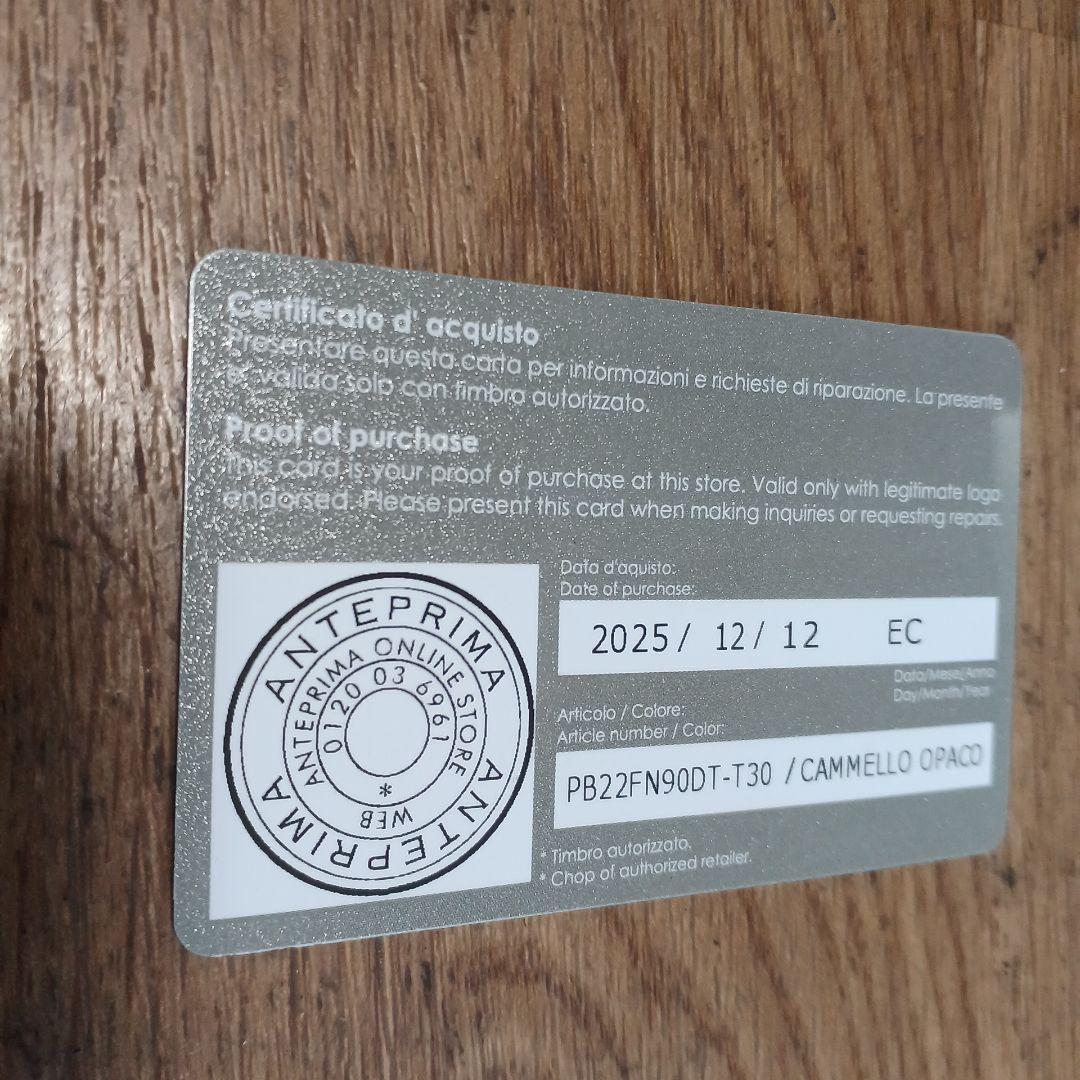 Certificato d' acquisto
Presentare questa carta per informazioni e richieste di riparazione. La presente
e' valida solo con timbro autorizzato.
Proof of purchase
This card is your proof of purchase at this store. Valid only with legitimate logo
endorsed. Please present this card when making inquiries or requesting repairs.
Data d'aquisto:
Date of purchase:
2025/ 12/ 12 EC
Data/Mese/Anno
Day/Month/Year
Articolo / Colore:
Article number / Color:
PB22FN90DT-T30 /CAMMELLO OPACO
* Timbro autorizzato.
* Chop of authorized retailer.
ANTEPRIMA
ANTEPRIMA ONLINE STORE
0120 03 6961
*
WEB
ANTEPRIMA